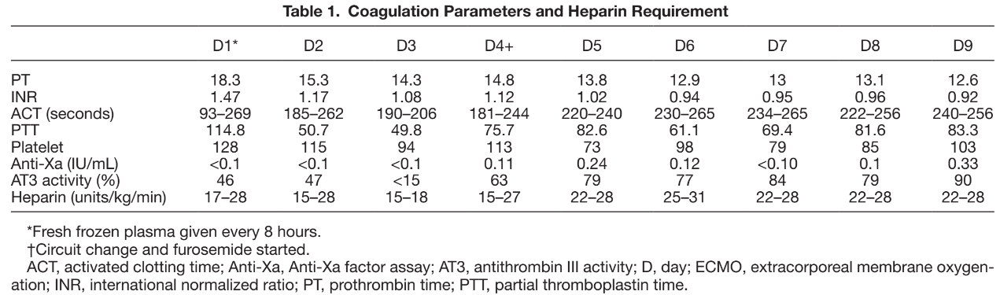 Table 1. Coagulation Parameters and Heparin Requirement
D1* D2 D3 D4+ D5 D6 D7 D8 D9
PT 18.3 15.3 14.3 14.8 13.8 12.9 13 13.1 12.6
INR 1.47 1.17 1.08 1.12 1.02 0.94 0.95 0.96 0.92
ACT (seconds) 93–269 185–262 190–206 181–244 220–240 230–265 234–265 222–256 240–256
PTT 114.8 50.7 49.8 75.7 82.6 61.1 69.4 81.6 83.3
Platelet 128 115 94 113 73 98 79 85 103
Anti-Xa (IU/mL) <0.1 <0.1 <0.1 0.11 0.24 0.12 <0.10 0.1 0.33
AT3 activity (%) 46 47 <15 63 79 77 84 79 90
Heparin (units/kg/min) 17–28 15–28 15–18 15–27 22–28 25–31 22–28 22–28 22–28
*Fresh frozen plasma given every 8 hours.
†Circuit change and furosemide started.
ACT, activated clotting time; Anti-Xa, Anti-Xa factor assay; AT3, antithrombin III activity; D, day; ECMO, extracorporeal membrane oxygen-
ation; INR, international normalized ratio; PT, prothrombin time; PTT, partial thromboplastin time.